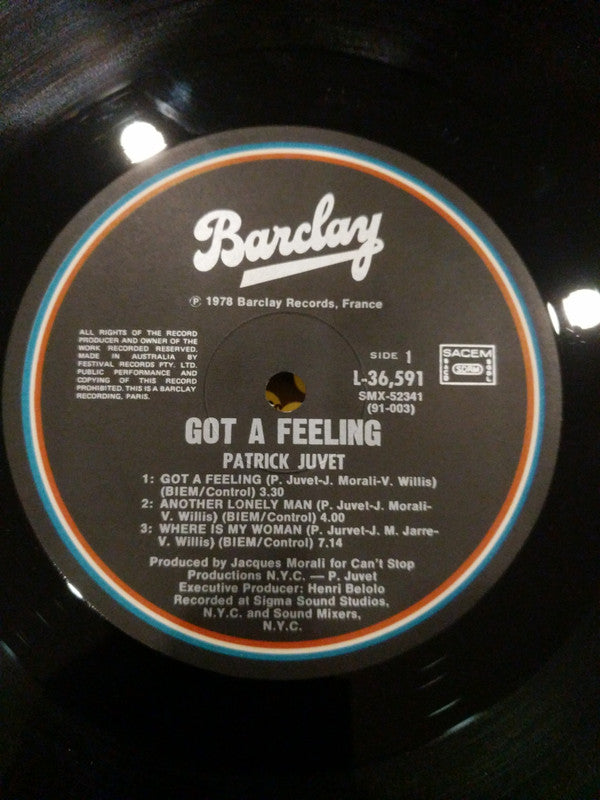 Barclay
℗ 1978 Barclay Records, France
ALL RIGHTS OF THE RECORD
PRODUCER AND OWNER OF THE
WORK RECORDED RESERVED.
MADE IN AUSTRALIA BY
FESTIVAL RECORDS PTY. LTD.
PUBLIC PERFORMANCE AND
COPYING OF THIS RECORD
PROHIBITED. THIS IS A BARCLAY
RECORDING, PARIS.
SIDE 1
L-36,591
SMX-52341
(91-003)
SACEM
SDRM
GOT A FEELING
PATRICK JUVET
1: GOT A FEELING (P. Juvet-J. Morali-V. Willis)
(BIEM/Control) 3.30
2: ANOTHER LONELY MAN (P. Juvet-J. Morali-
V. Willis) (BIEM/Control) 4.00
3: WHERE IS MY WOMAN (P. Jurvet-J. M. Jarre-
V. Willis) (BIEM/Control) 7.14
Produced by Jacques Morali for Can't Stop
Productions N.Y.C. — P. Juvet
Executive Producer: Henri Belolo
Recorded at Sigma Sound Studios,
N.Y.C. and Sound Mixers,
N.Y.C.